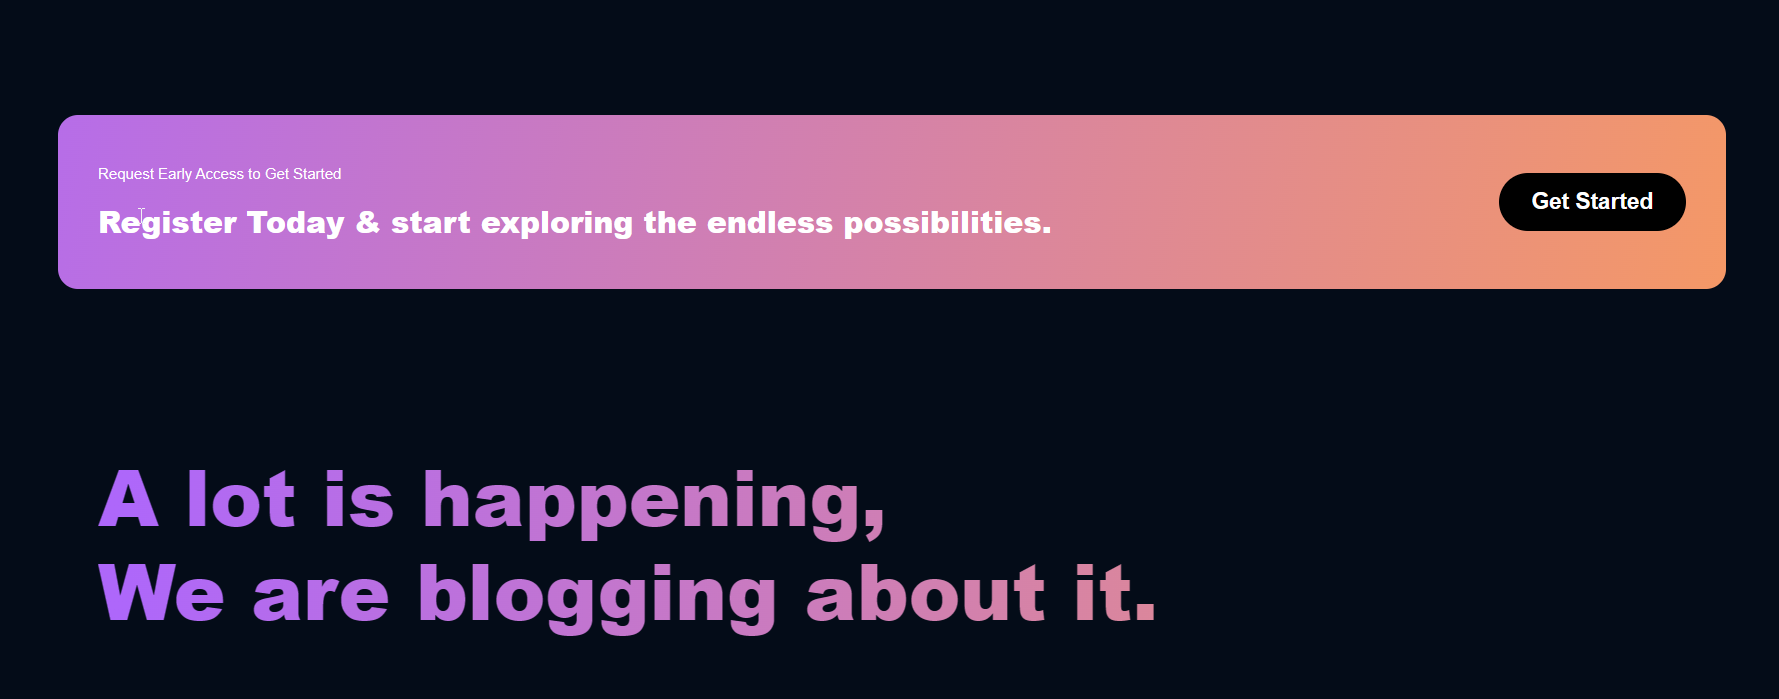 Request Early Access to Get Started
Register Today & start exploring the endless possibilities.
Get Started
A lot is happening,
We are blogging about it.